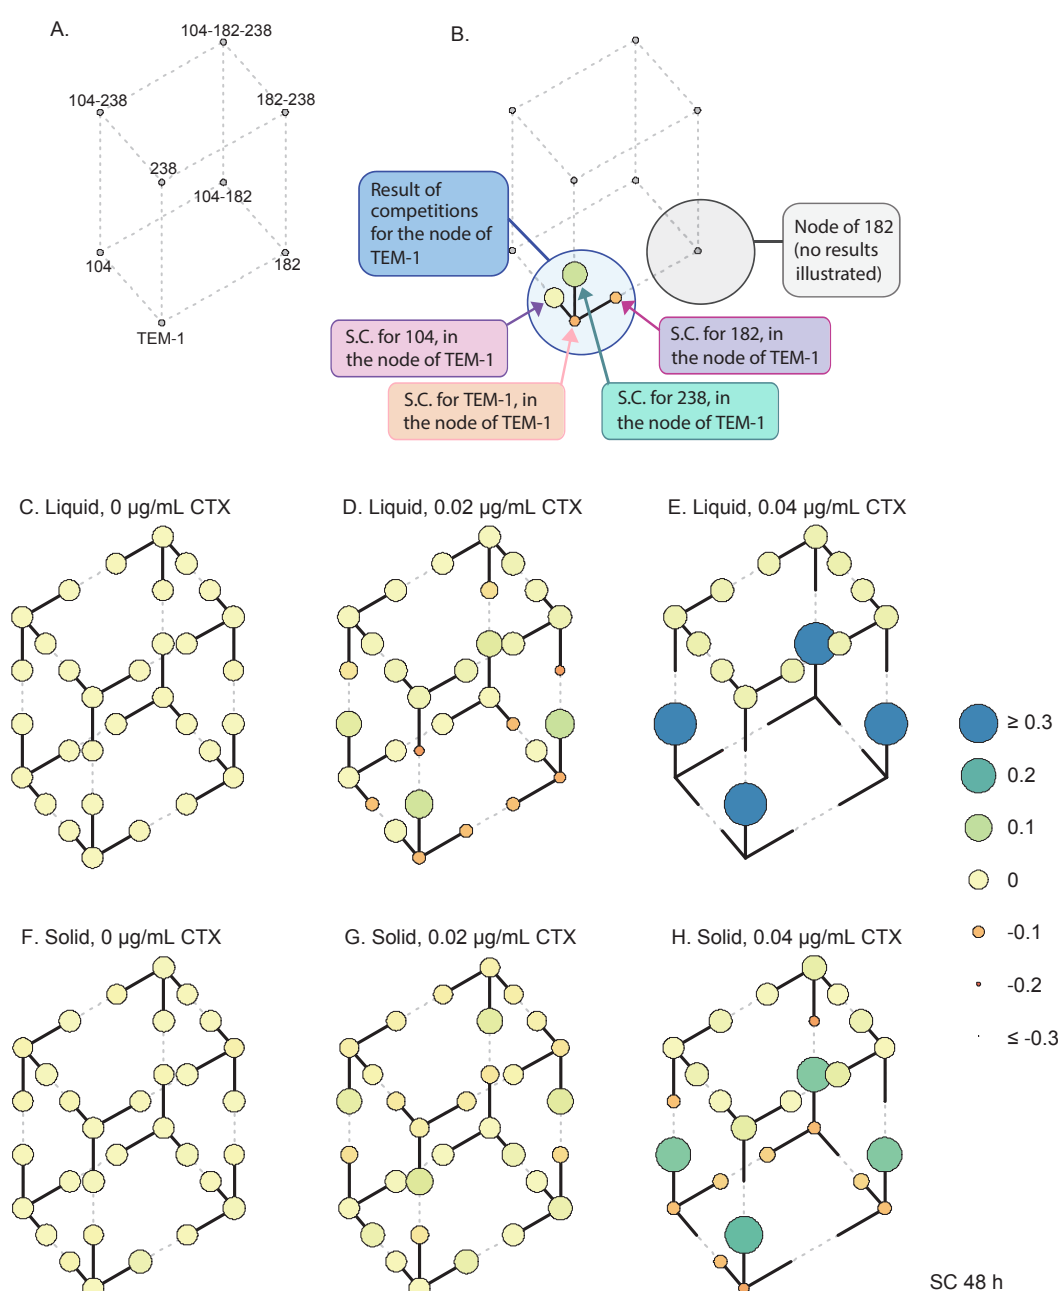 A.
104-182-238
104-238
182-238
238
104-182
104
182
TEM-1
B.
Result of
competitions
for the node of
TEM-1
Node of 182
(no results
illustrated)
S.C. for 104, in
the node of TEM-1
S.C. for 182, in
the node of TEM-1
S.C. for TEM-1, in
the node of TEM-1
S.C. for 238, in
the node of TEM-1
C. Liquid, 0 µg/mL CTX
D. Liquid, 0.02 µg/mL CTX
E. Liquid, 0.04 µg/mL CTX
≥ 0.3
0.2
0.1
0
-0.1
-0.2
≤ -0.3
F. Solid, 0 µg/mL CTX
G. Solid, 0.02 µg/mL CTX
H. Solid, 0.04 µg/mL CTX
SC 48 h